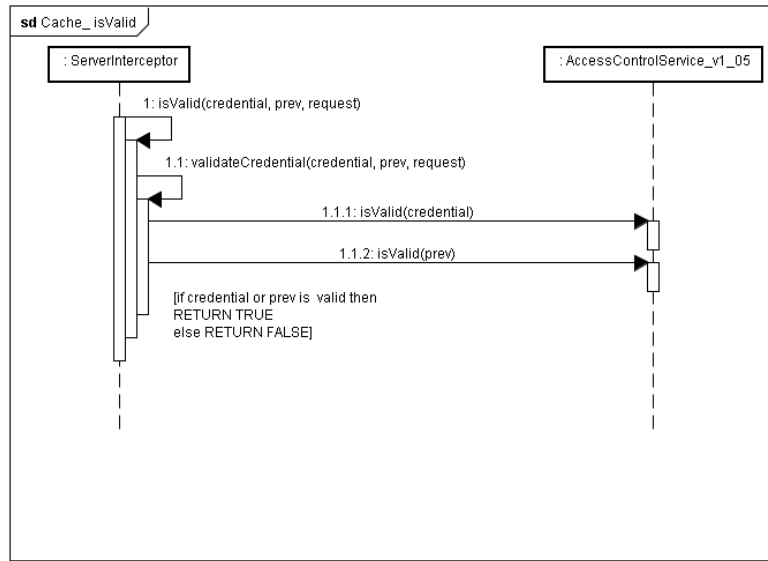 sd Cache_ isValid
: ServerInterceptor
: AccessControlService_v1_05
1: isValid(credential, prev, request)
1.1: validateCredential(credential, prev, request)
1.1.1: isValid(credential)
1.1.2: isValid(prev)
[if credential or prev is  valid then
RETURN TRUE
else RETURN FALSE]